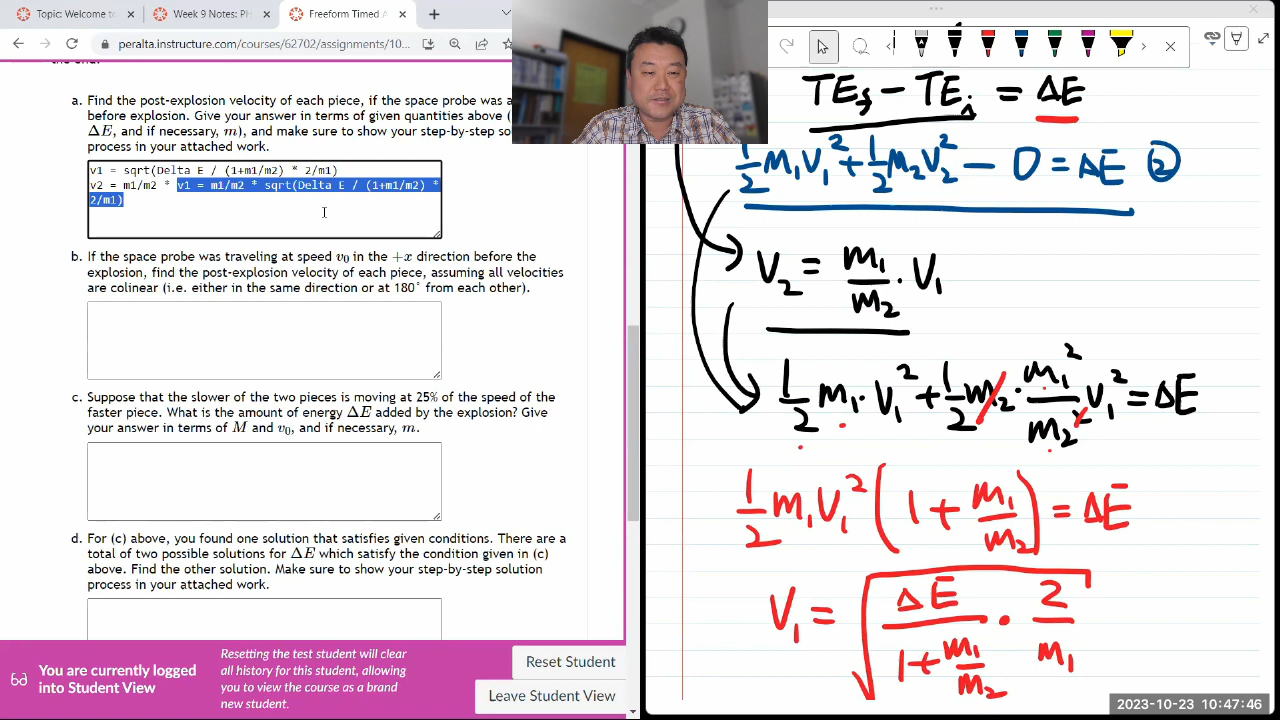 Topic: Welcome to
Week 9 Notes: PH
Freeform Timed A
peralta.instructure.com/courses/62702/assignments/10...
a. Find the post-explosion velocity of each piece, if the space probe was a
before explosion. Give your answer in terms of given quantities above (
ΔE, and if necessary, m), and make sure to show your step-by-step so
process in your attached work.
v1 = sqrt(Delta E / (1+m1/m2) * 2/m1)
v2 = m1/m2 * v1 = m1/m2 * sqrt(Delta E / (1+m1/m2) *
2/m1)
b. If the space probe was traveling at speed v₀ in the +x direction before the
explosion, find the post-explosion velocity of each piece, assuming all velocities
are colinear (i.e. either in the same direction or at 180° from each other).
c. Suppose that the slower of the two pieces is moving at 25% of the speed of the
faster piece. What is the amount of energy ΔE added by the explosion? Give
your answer in terms of M and v₀, and if necessary, m.
d. For (c) above, you found one solution that satisfies given conditions. There are a
total of two possible solutions for ΔE which satisfy the condition given in (c)
above. Find the other solution. Make sure to show your step-by-step solution
process in your attached work.
You are currently logged
into Student View
Resetting the test student will clear
all history for this student, allowing
you to view the course as a brand
new student.
Reset Student
Leave Student View
TE_f - TE_i = ΔE
1/2 m₁v₁² + 1/2 m₂v₂² - 0 = ΔE ②
v₂ = m₁/m₂ · v₁
1/2 m₁ · v₁² + 1/2 m₂ · m₁²/m₂² v₁² = ΔE
1/2 m₁v₁² (1 + m₁/m₂) = ΔE
v₁ = √(ΔE/(1 + m₁/m₂) · 2/m₁)
2023-10-23 10:47:46